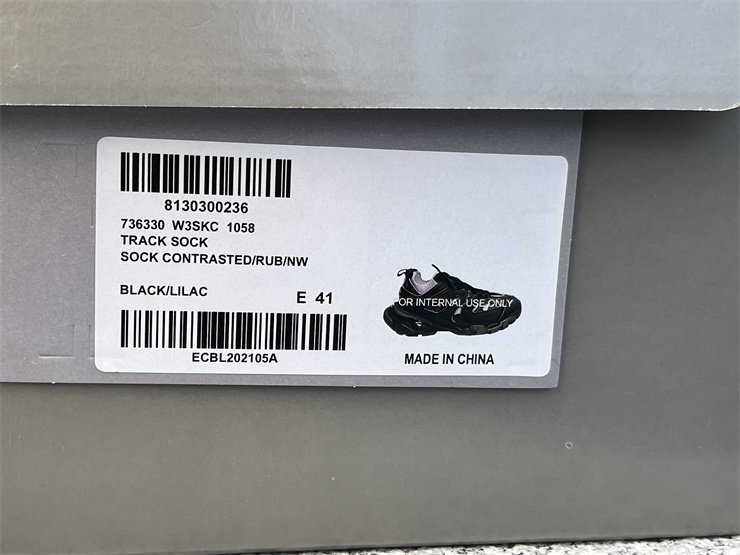 8130300236
736330 W3SKC 1058
TRACK SOCK
SOCK CONTRASTED/RUB/NW
BLACK/LILAC
E 41
FOR INTERNAL USE ONLY
ECBL202105A
MADE IN CHINA